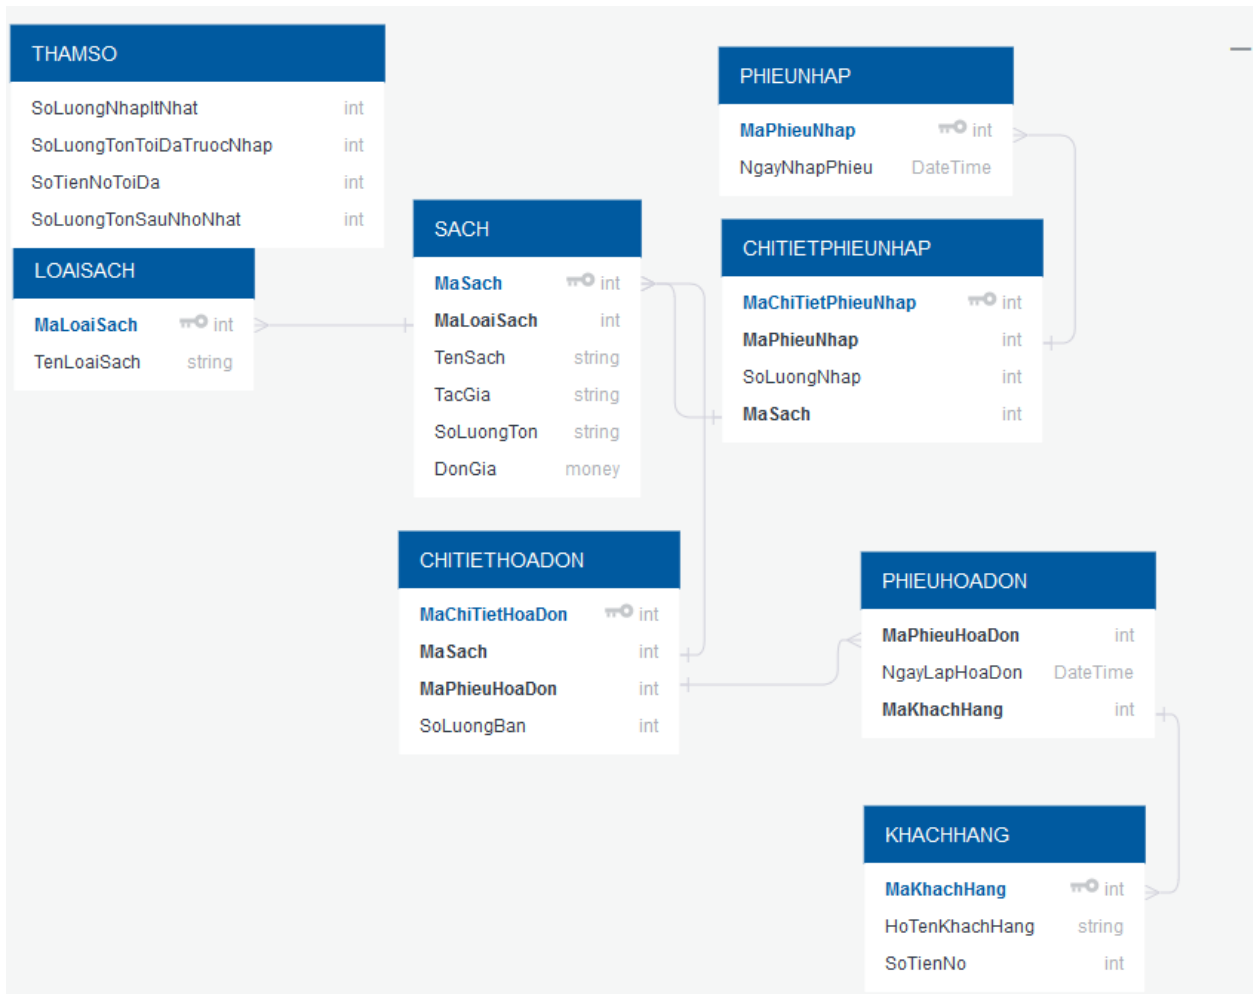 THAMSO
SoLuongNhapItNhat int
SoLuongTonToiDaTruocNhap int
SoTienNoToiDa int
SoLuongTonSauNhoNhat int
LOAISACH
MaLoaiSach int
TenLoaiSach string
SACH
MaSach int
MaLoaiSach int
TenSach string
TacGia string
SoLuongTon string
DonGia money
PHIEUNHAP
MaPhieuNhap int
NgayNhapPhieu DateTime
CHITIETPHIEUNHAP
MaChiTietPhieuNhap int
MaPhieuNhap int
SoLuongNhap int
MaSach int
CHITIETHOADON
MaChiTietHoaDon int
MaSach int
MaPhieuHoaDon int
SoLuongBan int
PHIEUHOADON
MaPhieuHoaDon int
NgayLapHoaDon DateTime
MaKhachHang int
KHACHHANG
MaKhachHang int
HoTenKhachHang string
SoTienNo int